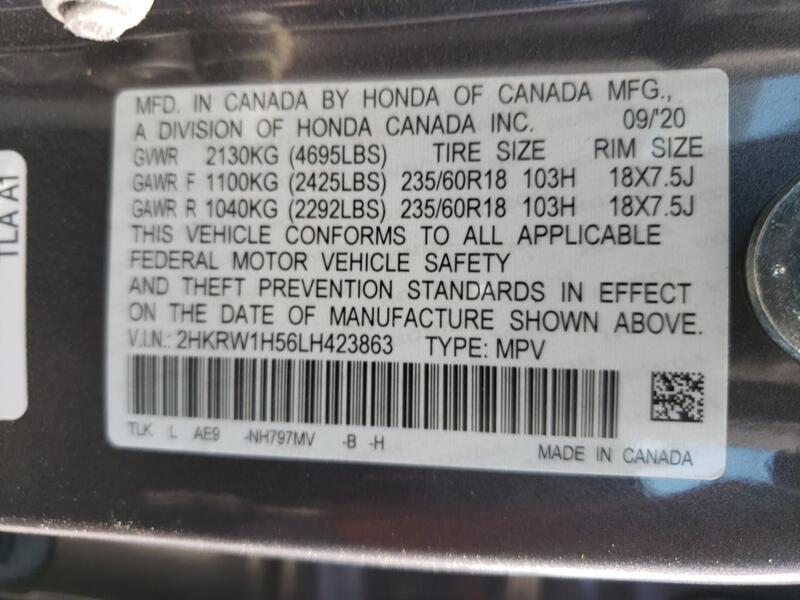 MFD. IN CANADA BY HONDA OF CANADA MFG.,
A DIVISION OF HONDA CANADA INC. 09/'20
GVWR 2130KG (4695LBS) TIRE SIZE RIM SIZE
GAWR F 1100KG (2425LBS) 235/60R18 103H 18X7.5J
GAWR R 1040KG (2292LBS) 235/60R18 103H 18X7.5J
THIS VEHICLE CONFORMS TO ALL APPLICABLE
FEDERAL MOTOR VEHICLE SAFETY
AND THEFT PREVENTION STANDARDS IN EFFECT
ON THE DATE OF MANUFACTURE SHOWN ABOVE.
V.I.N.: 2HKRW1H56LH423863 TYPE: MPV
TLK L AE9 -NH797MV -B -H
MADE IN CANADA
TLA A1